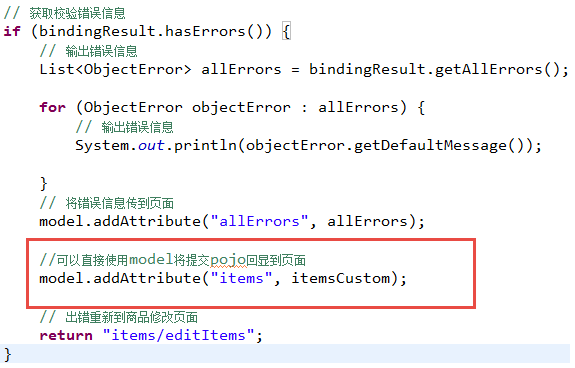 // 获取校验错误信息
if (bindingResult.hasErrors()) {
// 输出错误信息
List<ObjectError> allErrors = bindingResult.getAllErrors();
for (ObjectError objectError : allErrors) {
// 输出错误信息
System.out.println(objectError.getDefaultMessage());
}
// 将错误信息传到页面
model.addAttribute("allErrors", allErrors);
//可以直接使用model将提交pojo回显到页面
model.addAttribute("items", itemsCustom);
// 出错重新到商品修改页面
return "items/editItems";
}